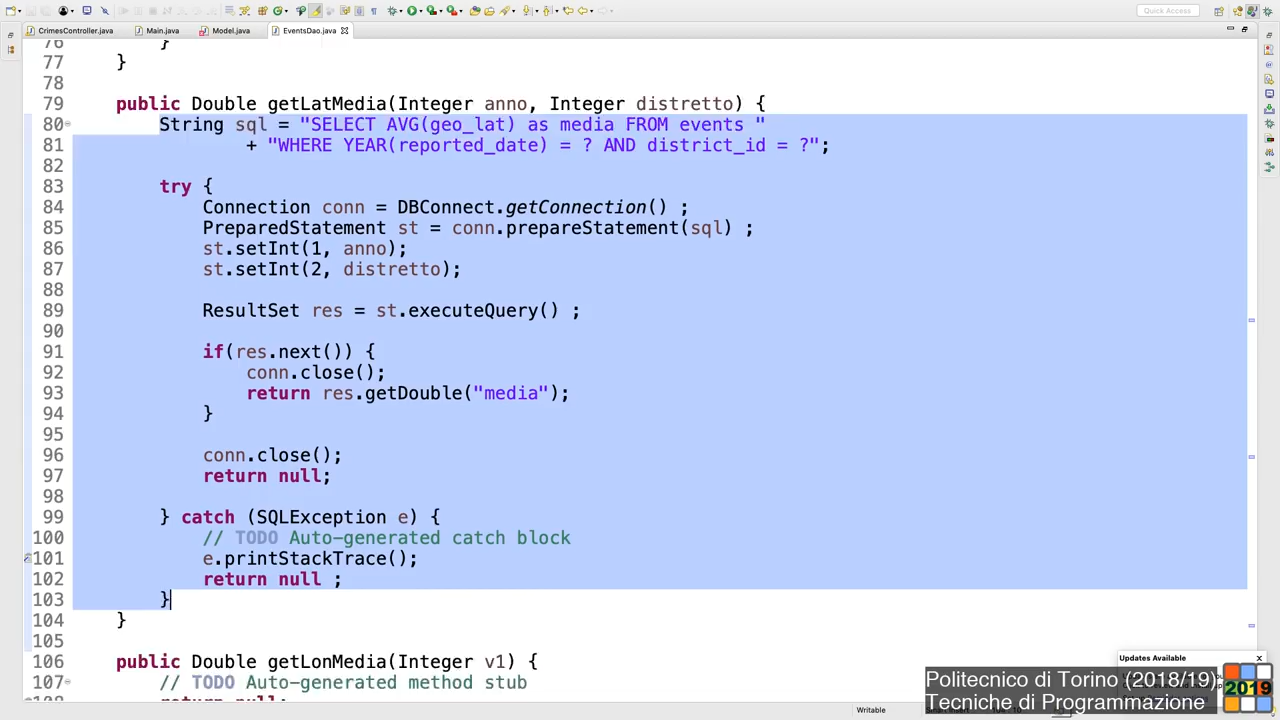 Quick Access
CrimesController.java
Main.java
Model.java
EventsDao.java
76 }
77 }
78
79 public Double getLatMedia(Integer anno, Integer distretto) {
80 String sql = "SELECT AVG(geo_lat) as media FROM events "
81 + "WHERE YEAR(reported_date) = ? AND district_id = ?";
82
83 try {
84 Connection conn = DBConnect.getConnection() ;
85 PreparedStatement st = conn.prepareStatement(sql) ;
86 st.setInt(1, anno);
87 st.setInt(2, distretto);
88
89 ResultSet res = st.executeQuery() ;
90
91 if(res.next()) {
92 conn.close();
93 return res.getDouble("media");
94 }
95
96 conn.close();
97 return null;
98
99 } catch (SQLException e) {
100 // TODO Auto-generated catch block
101 e.printStackTrace();
102 return null ;
103 }
104 }
105
106 public Double getLonMedia(Integer v1) {
107 // TODO Auto-generated method stub
Updates Available
Politecnico di Torino (2018/19)
Tecniche di Programmazione
2019
Writable